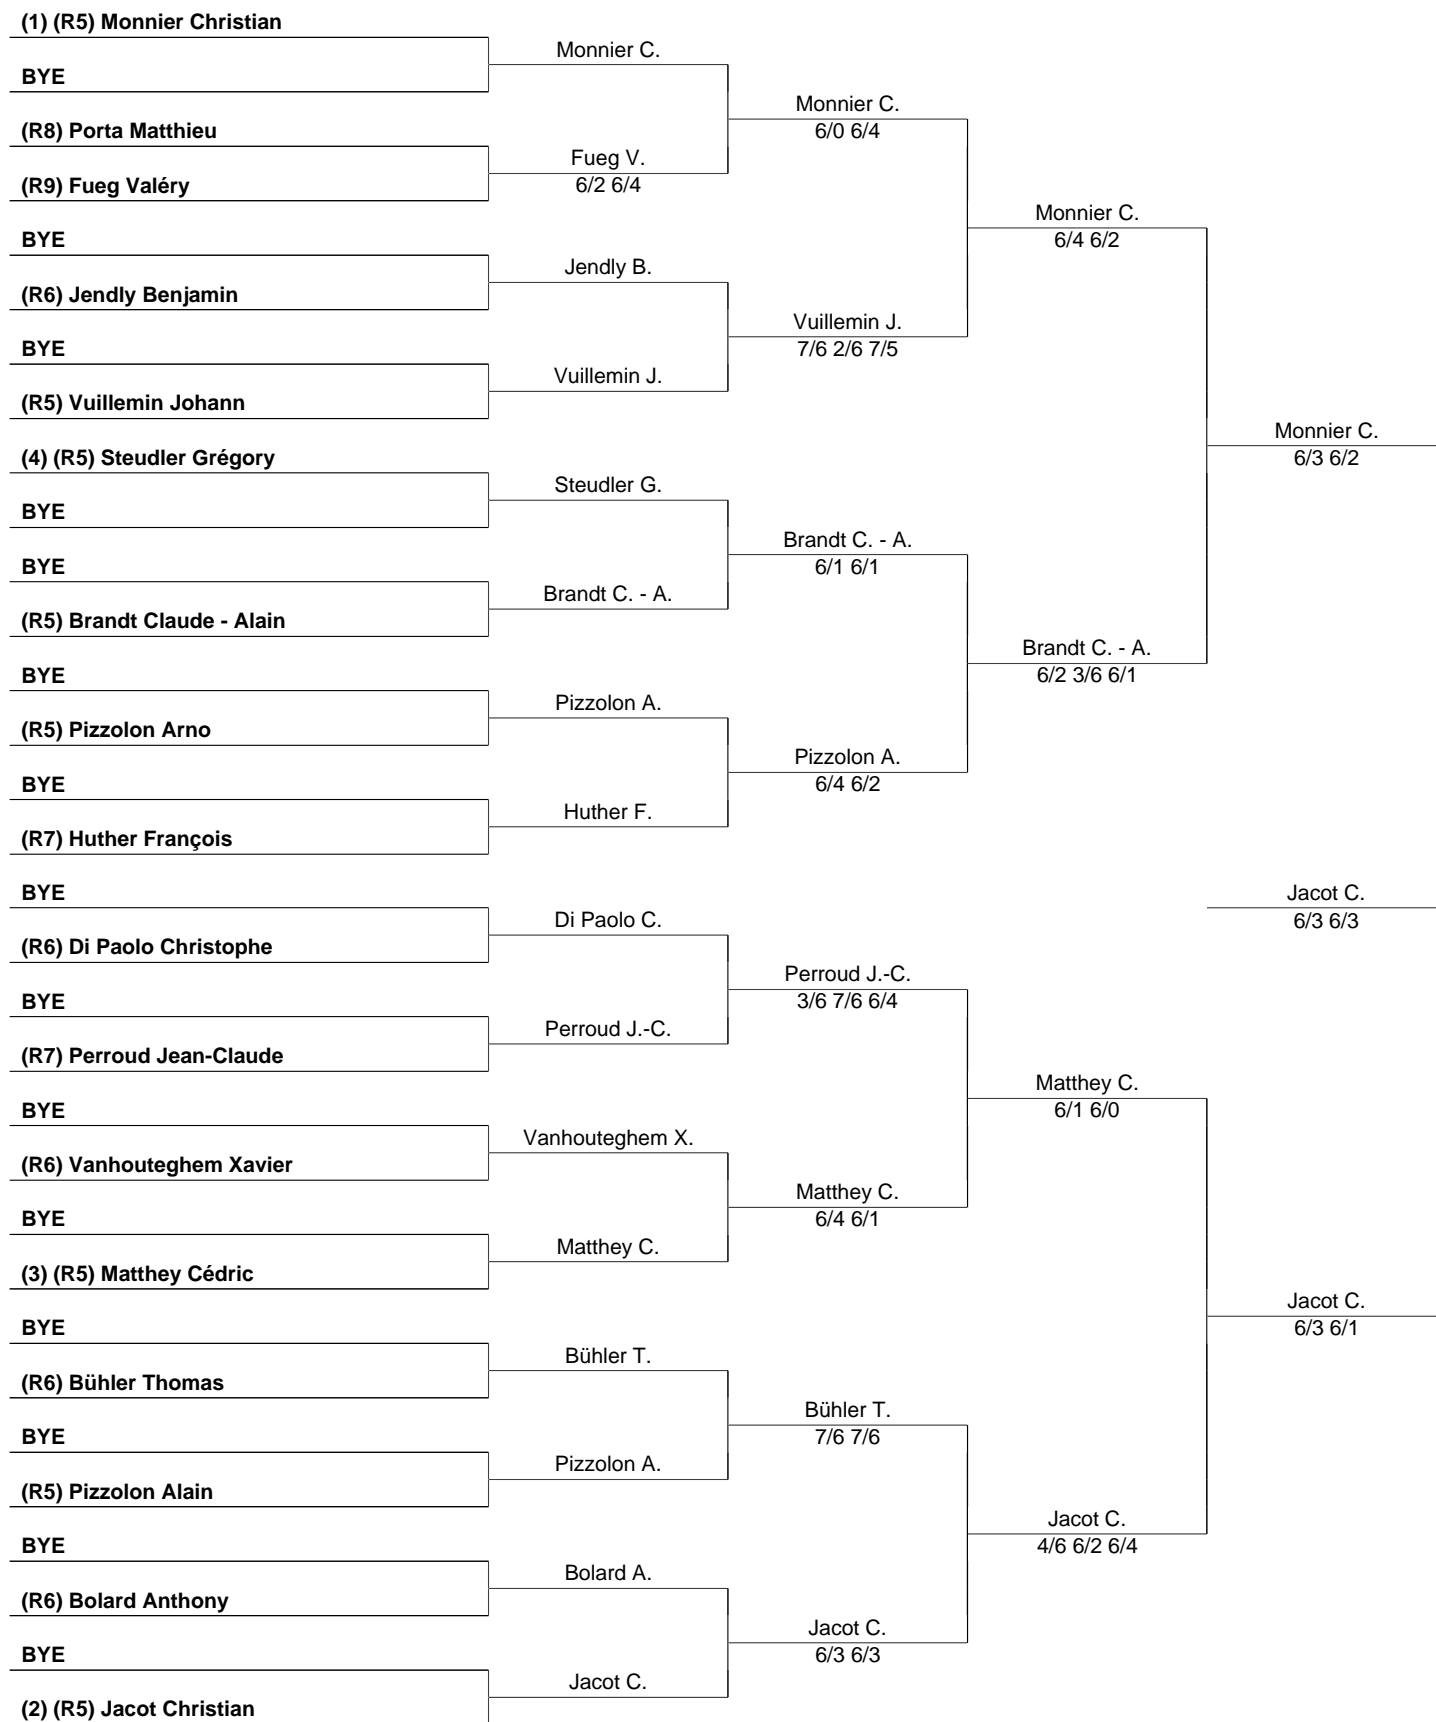 (1) (R5) Monnier Christian
BYE
(R8) Porta Matthieu
(R9) Fueg Valéry
BYE
(R6) Jendly Benjamin
BYE
(R5) Vuillemin Johann
(4) (R5) Steudler Grégory
BYE
BYE
(R5) Brandt Claude - Alain
BYE
(R5) Pizzolon Arno
BYE
(R7) Huther François
BYE
(R6) Di Paolo Christophe
BYE
(R7) Perroud Jean-Claude
BYE
(R6) Vanhouteghem Xavier
BYE
(3) (R5) Matthey Cédric
BYE
(R6) Bühler Thomas
BYE
(R5) Pizzolon Alain
BYE
(R6) Bolard Anthony
BYE
(2) (R5) Jacot Christian
Monnier C.
Fueg V.
6/2 6/4
Jendly B.
Vuillemin J.
Steudler G.
Brandt C. - A.
Pizzolon A.
Huther F.
Di Paolo C.
Perroud J.-C.
Vanhouteghem X.
Matthey C.
Bühler T.
Pizzolon A.
Bolard A.
Jacot C.
Monnier C.
6/0 6/4
Vuillemin J.
7/6 2/6 7/5
Brandt C. - A.
6/1 6/1
Pizzolon A.
6/4 6/2
Perroud J.-C.
3/6 7/6 6/4
Matthey C.
6/4 6/1
Bühler T.
7/6 7/6
Jacot C.
6/3 6/3
Monnier C.
6/4 6/2
Brandt C. - A.
6/2 3/6 6/1
Matthey C.
6/1 6/0
Jacot C.
4/6 6/2 6/4
Monnier C.
6/3 6/2
Jacot C.
6/3 6/3
Jacot C.
6/3 6/1